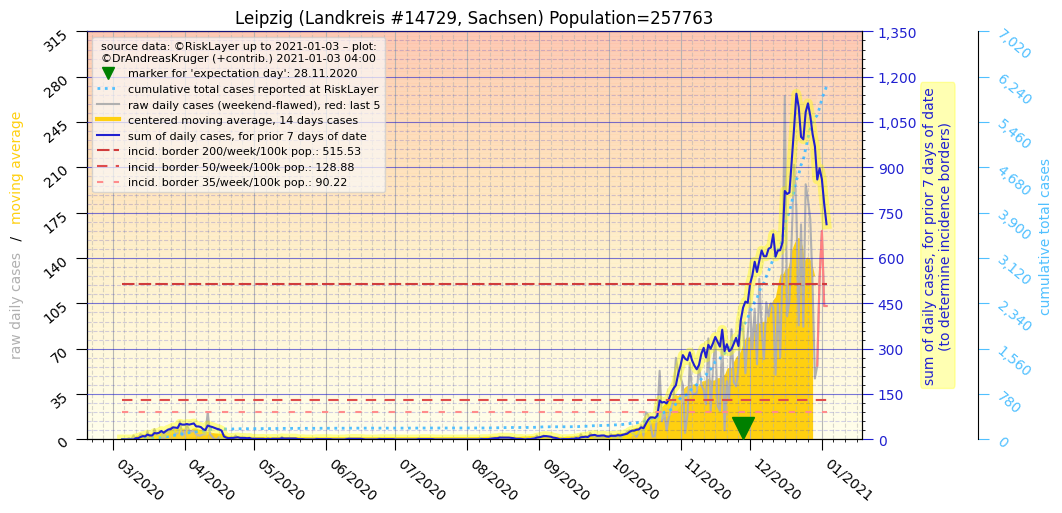 Leipzig (Landkreis #14729, Sachsen) Population=257763
source data: ©RiskLayer up to 2021-01-03 – plot:
©DrAndreasKruger (+contrib.) 2021-01-03 04:00
marker for 'expectation day': 28.11.2020
cumulative total cases reported at RiskLayer
raw daily cases (weekend-flawed), red: last 5
centered moving average, 14 days cases
sum of daily cases, for prior 7 days of date
incid. border 200/week/100k pop.: 515.53
incid. border 50/week/100k pop.: 128.88
incid. border 35/week/100k pop.: 90.22
raw daily cases / moving average
315
280
245
210
175
140
105
70
35
0
03/2020
04/2020
05/2020
06/2020
07/2020
08/2020
09/2020
10/2020
11/2020
12/2020
01/2021
1,350
1,200
1,050
900
750
600
450
300
150
0
sum of daily cases, for prior 7 days of date
(to determine incidence borders)
7,020
6,240
5,460
4,680
3,900
3,120
2,340
1,560
780
0
cumulative total cases